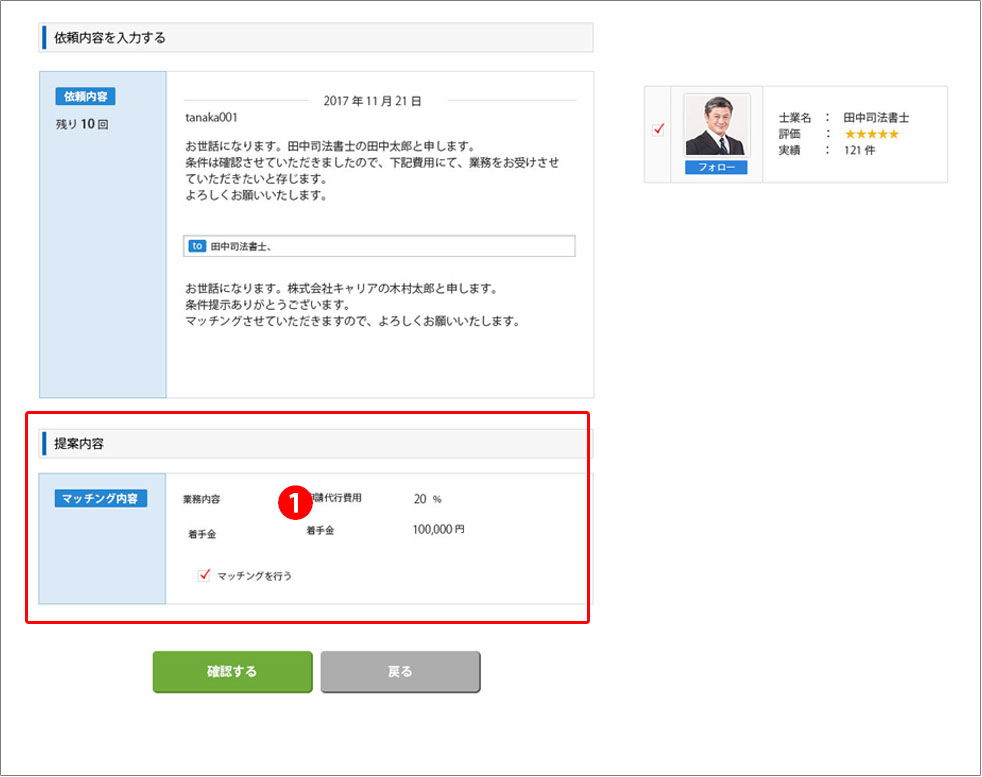 依頼内容を入力する
依頼内容
残り 10 回
2017 年 11 月 21 日
tanaka001
お世話になります。田中司法書士の田中太郎と申します。
条件は確認させていただきましたので、下記費用にて、業務をお受けさせ
ていただきたいと存じます。
よろしくお願いいたします。
to 田中司法書士、
お世話になります。株式会社キャリアの木村太郎と申します。
条件提示ありがとうございます。
マッチングさせていただきますので、よろしくお願いいたします。
フォロー
士業名 : 田中司法書士
評価 : ★★★★★
実績 : 121 件
提案内容
マッチング内容
業務内容 1 請代行費用 20 %
着手金 着手金 100,000 円
マッチングを行う
確認する
戻る